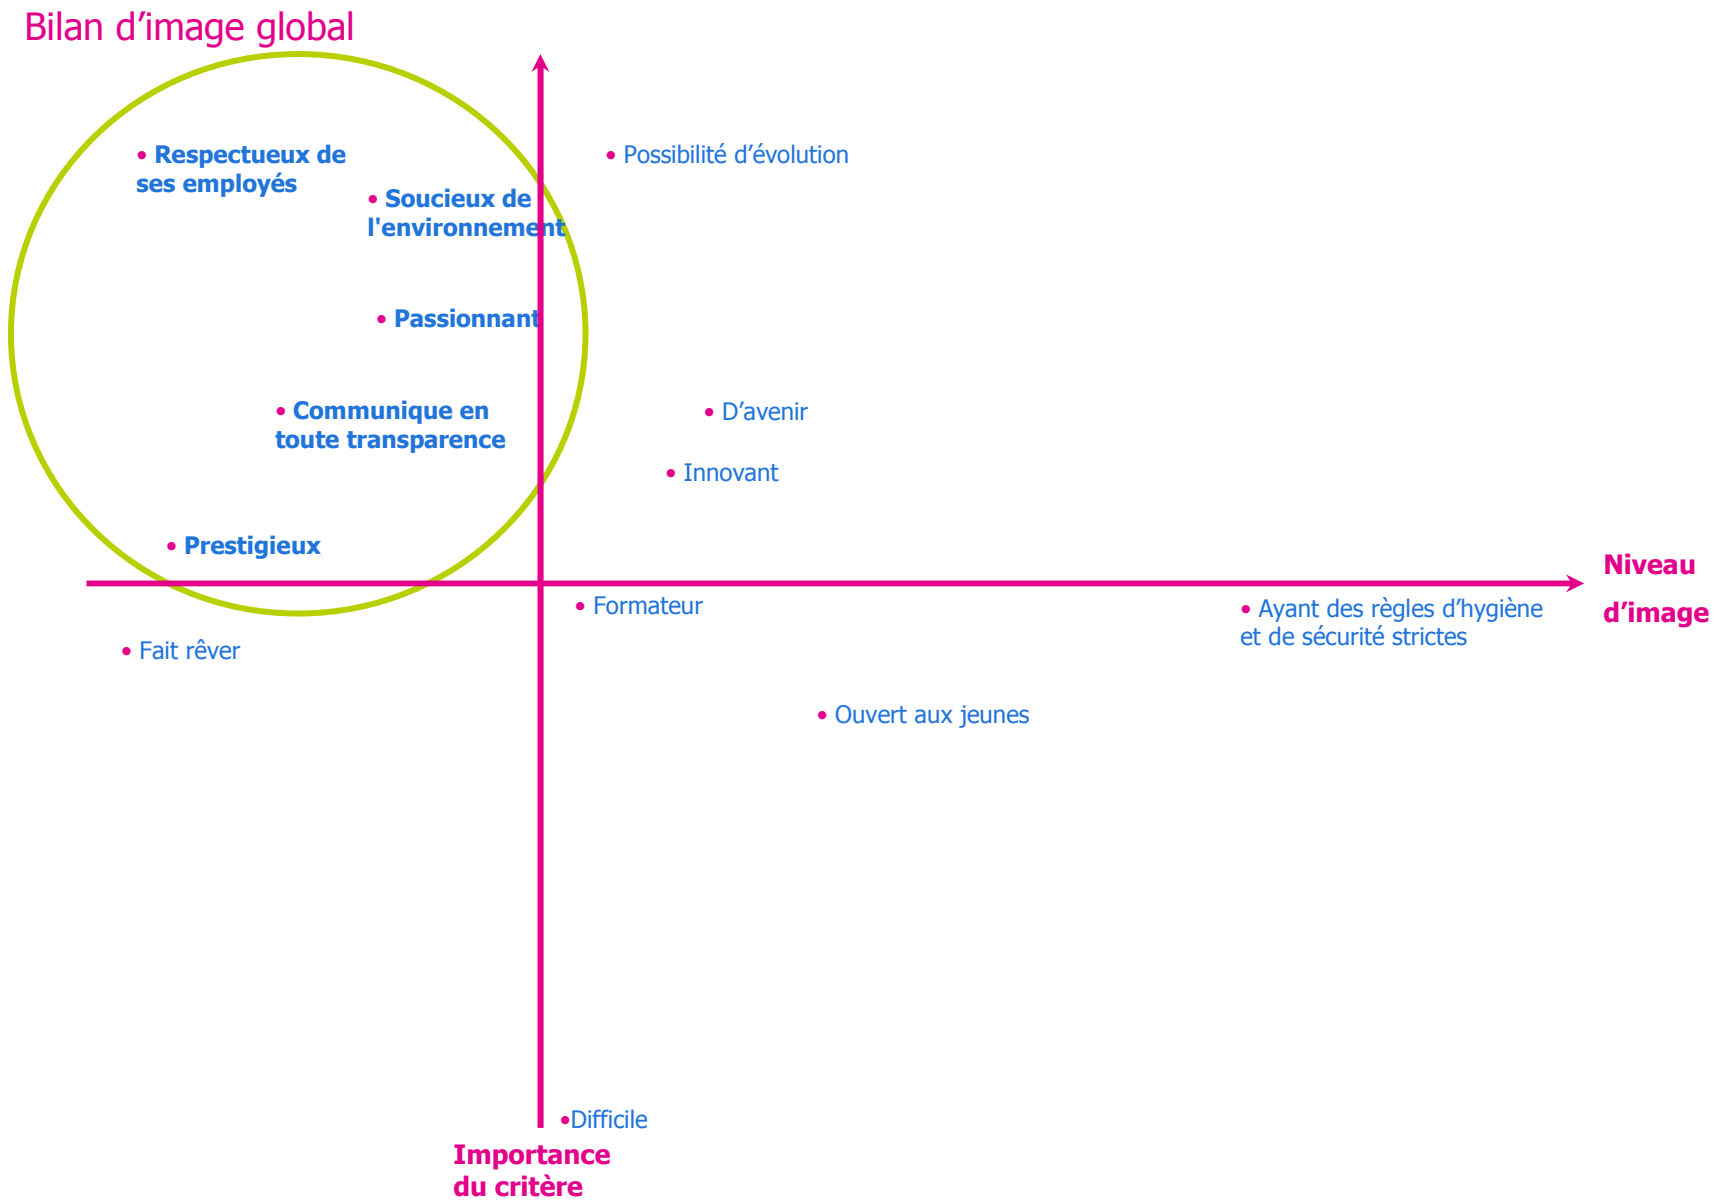 Bilan d’image global
• Respectueux de
ses employés
• Possibilité d’évolution
• Soucieux de
l'environnement
• Passionnant
• Communique en
toute transparence
• D’avenir
• Innovant
• Prestigieux
Niveau
d’image
• Formateur
• Ayant des règles d’hygiène
et de sécurité strictes
• Fait rêver
• Ouvert aux jeunes
•Difficile
Importance
du critère